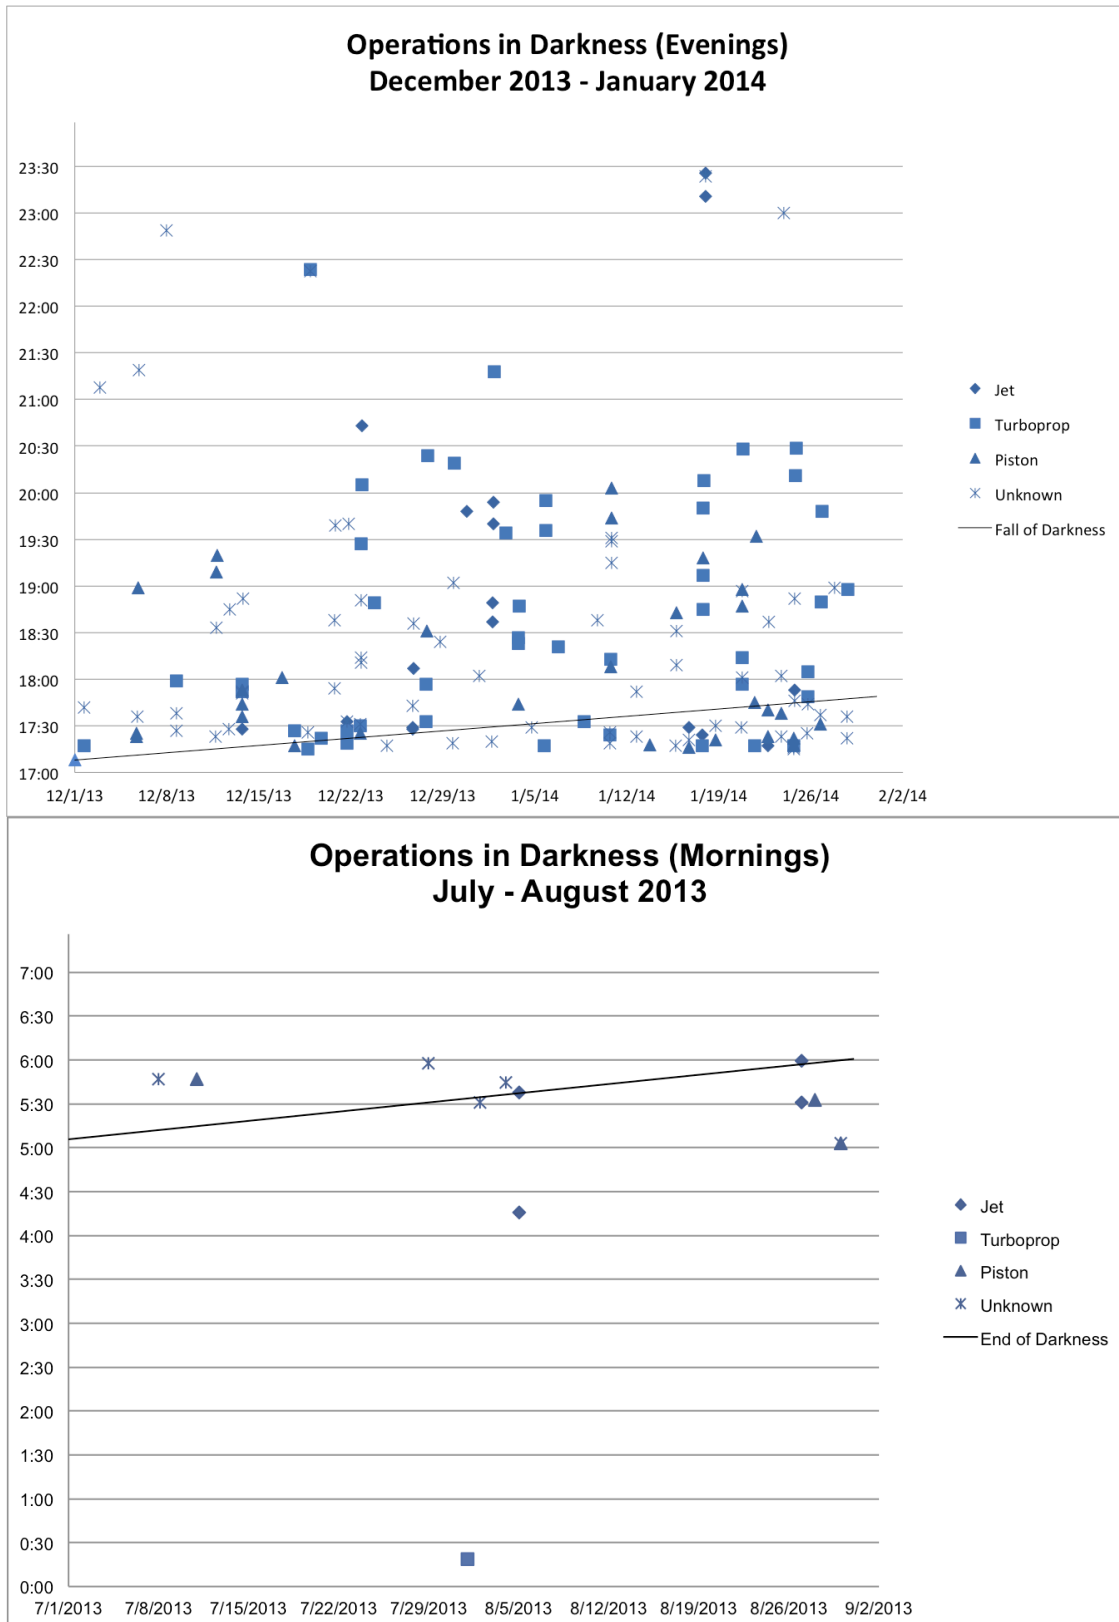 Operations in Darkness (Evenings)
December 2013 - January 2014
23:30
23:00
22:30
22:00
21:30
21:00
20:30
20:00
19:30
19:00
18:30
18:00
17:30
17:00
12/1/13 12/8/13 12/15/13 12/22/13 12/29/13 1/5/14 1/12/14 1/19/14 1/26/14 2/2/14
Jet
Turboprop
Piston
Unknown
Fall of Darkness
Operations in Darkness (Mornings)
July - August 2013
7:00
6:30
6:00
5:30
5:00
4:30
4:00
3:30
3:00
2:30
2:00
1:30
1:00
0:30
0:00
7/1/2013 7/8/2013 7/15/2013 7/22/2013 7/29/2013 8/5/2013 8/12/2013 8/19/2013 8/26/2013 9/2/2013
Jet
Turboprop
Piston
Unknown
End of Darkness